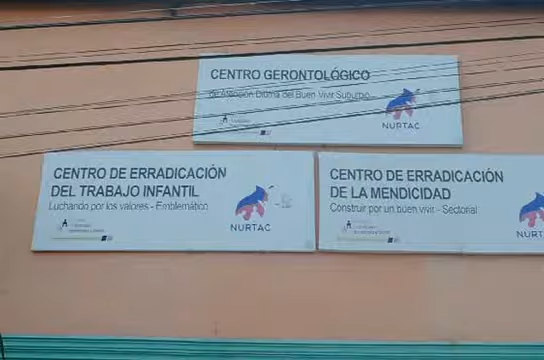 CENTRO GERONTOLÓGICO
de Atención Diurna del Buen Vivir Suburbio
NURTAC
CENTRO DE ERRADICACIÓN
DEL TRABAJO INFANTIL
Luchando por los valores - Emblemático
NURTAC
CENTRO DE ERRADICACIÓN
DE LA MENDICIDAD
Construir por un buen vivir - Sectorial
NURTAC